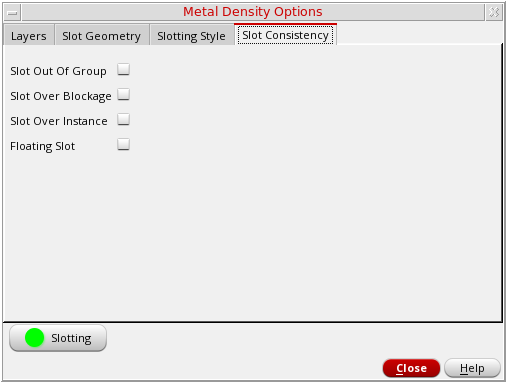 Metal Density Options
Layers Slot Geometry Slotting Style Slot Consistency
Slot Out Of Group
Slot Over Blockage
Slot Over Instance
Floating Slot
Slotting
Close Help